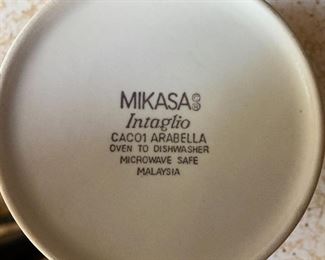 MIKASA
Intaglio
CAC01 ARABELLA
OVEN TO DISHWASHER
MICROWAVE SAFE
MALAYSIA